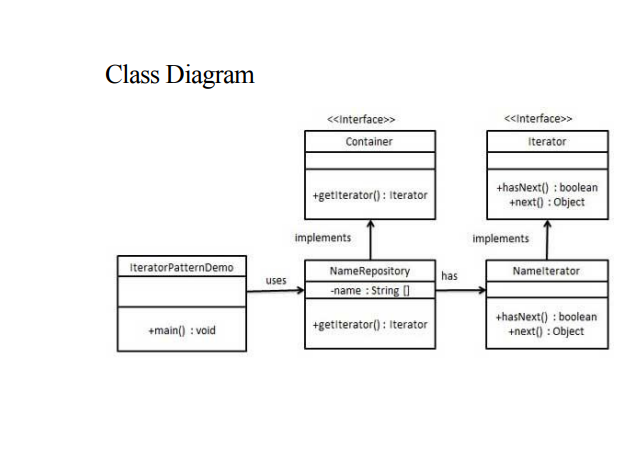 Class Diagram
<<Interface>>
Container
+getIterator() : Iterator
<<Interface>>
Iterator
+hasNext() : boolean
+next() : Object
implements
implements
IteratorPatternDemo
+main() : void
uses
NameRepository
-name : String []
+getIterator() : Iterator
has
NameIterator
+hasNext() : boolean
+next() : Object